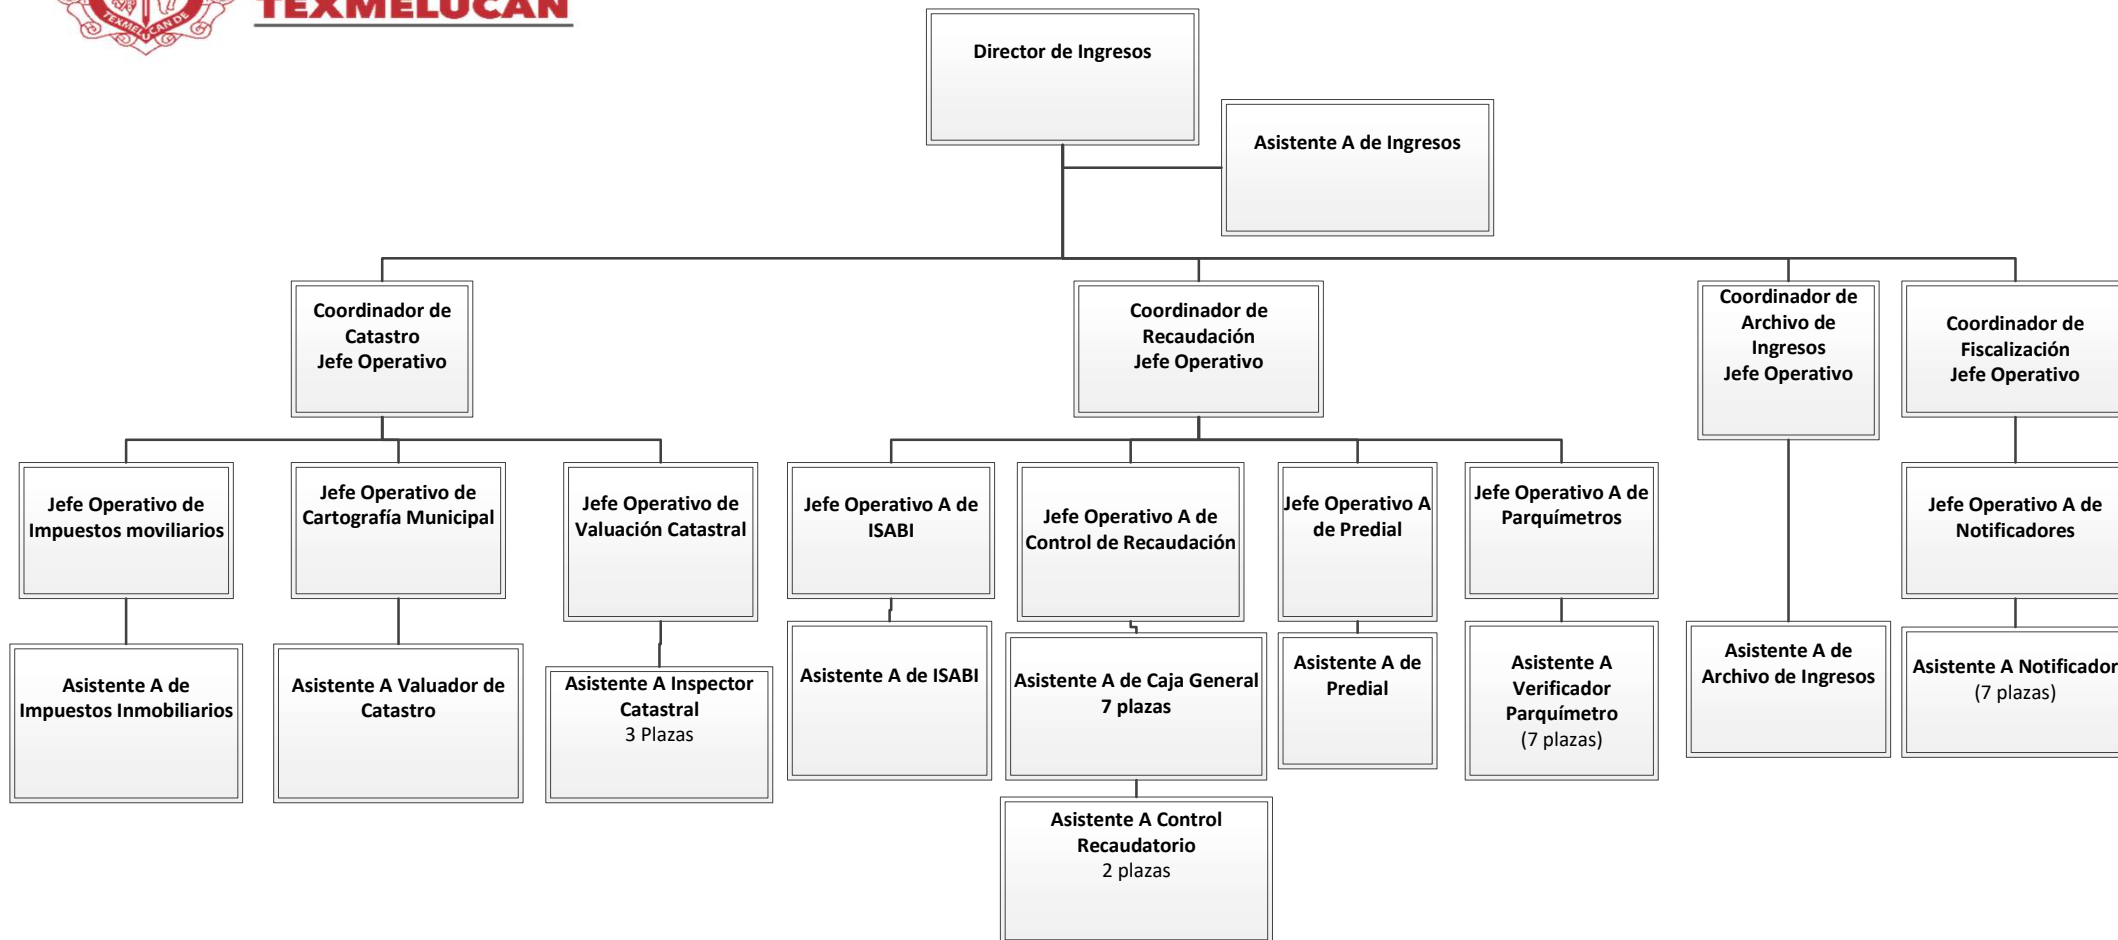 TEXMELUCAN
TEXMELUCAN DE
Director de Ingresos
Asistente A de Ingresos
Coordinador de
Catastro
Jefe Operativo
Coordinador de
Recaudación
Jefe Operativo
Coordinador de
Archivo de
Ingresos
Jefe Operativo
Coordinador de
Fiscalización
Jefe Operativo
Jefe Operativo de
Impuestos moviliarios
Jefe Operativo de
Cartografía Municipal
Jefe Operativo de
Valuación Catastral
Jefe Operativo A de
ISABI
Jefe Operativo A de
Control de Recaudación
Jefe Operativo A
de Predial
Jefe Operativo A de
Parquímetros
Jefe Operativo A de
Notificadores
Asistente A de
Impuestos Inmobiliarios
Asistente A Valuador de
Catastro
Asistente A Inspector
Catastral
3 Plazas
Asistente A de ISABI
Asistente A de Caja General
7 plazas
Asistente A de
Predial
Asistente A
Verificador
Parquímetro
(7 plazas)
Asistente A de
Archivo de Ingresos
Asistente A Notificador
(7 plazas)
Asistente A Control
Recaudatorio
2 plazas